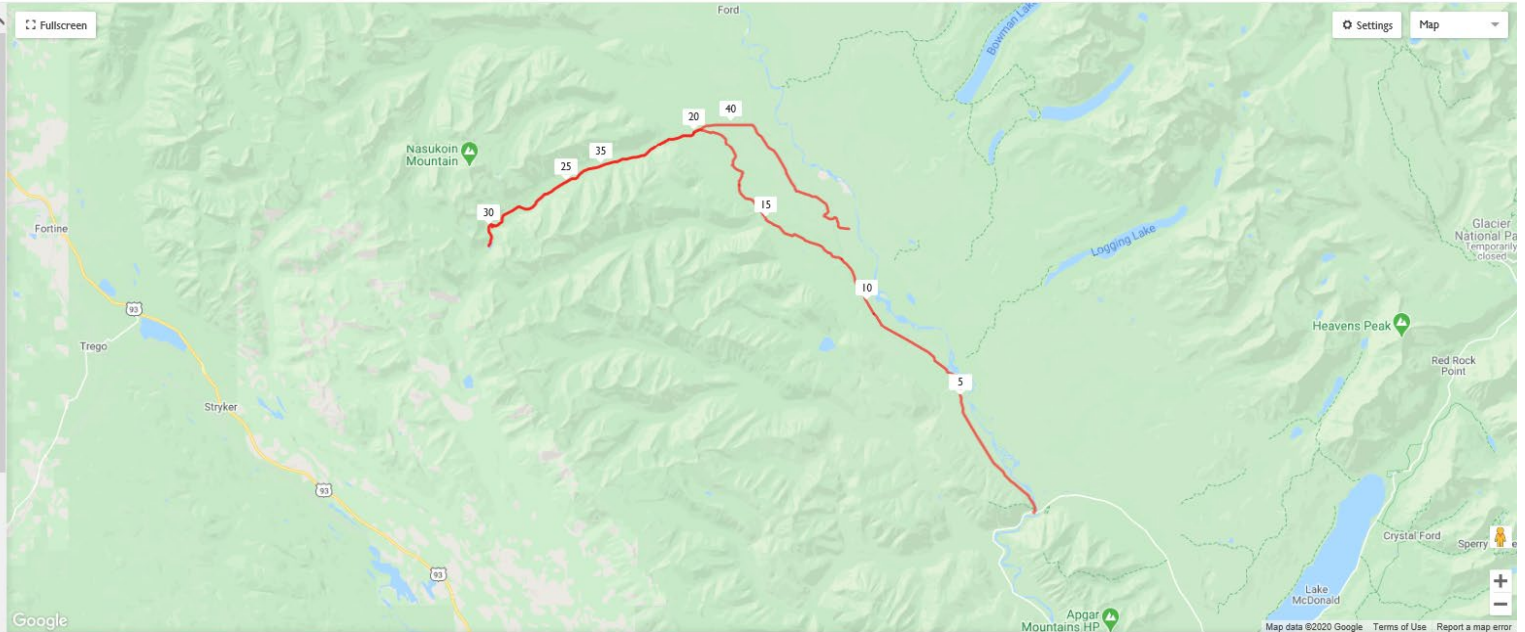 Fullscreen
Ford
Settings
Map
Bowman Lake
40
20
Nasukoin
Mountain
35
25
15
30
Fortine
Logging Lake
Glacier
National Pa
Temporarily
closed
10
93
Heavens Peak
Trego
Red Rock
Point
5
Stryker
93
Crystal Ford
Sperry
93
Lake
McDonald
Apgar
Mountains HP
Google
Map data ©2020 Google
Terms of Use
Report a map error